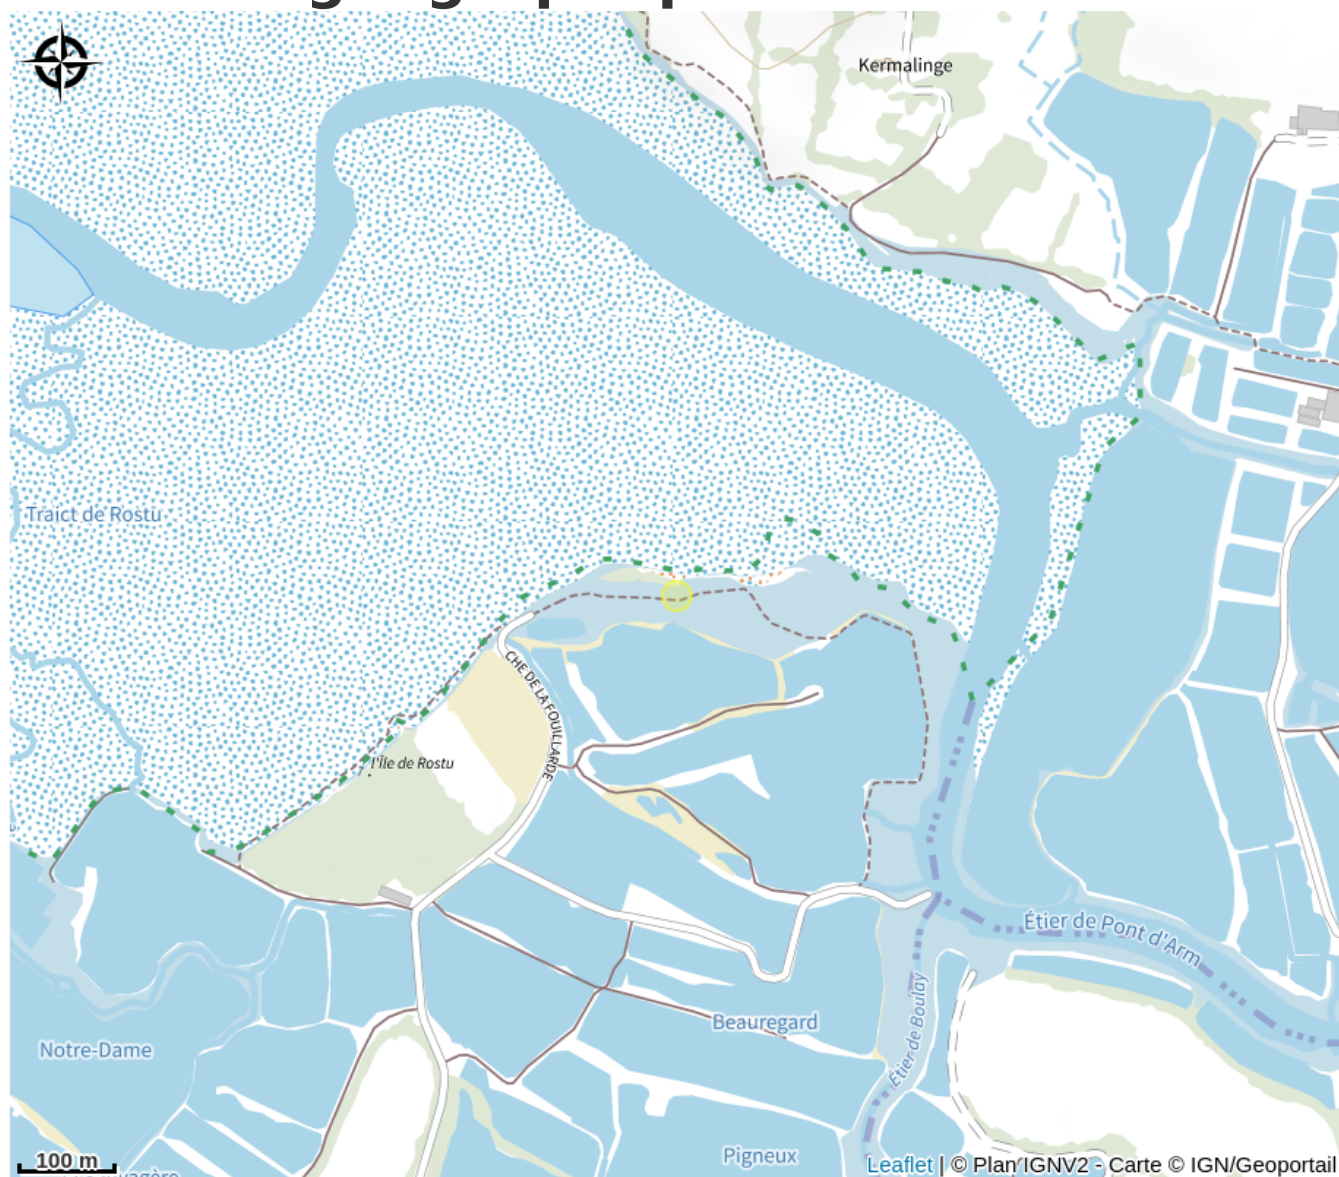 Kermalinge
Traict de Rostu
CHE DE LA FOUILLARDE
l'Île de Rostu
Étier de Pont d'Arm
Étier de Boulay
Beauregard
Notre-Dame
Pigneux
100 m
Leaflet | © Plan IGNV2 - Carte © IGN/Geoportail